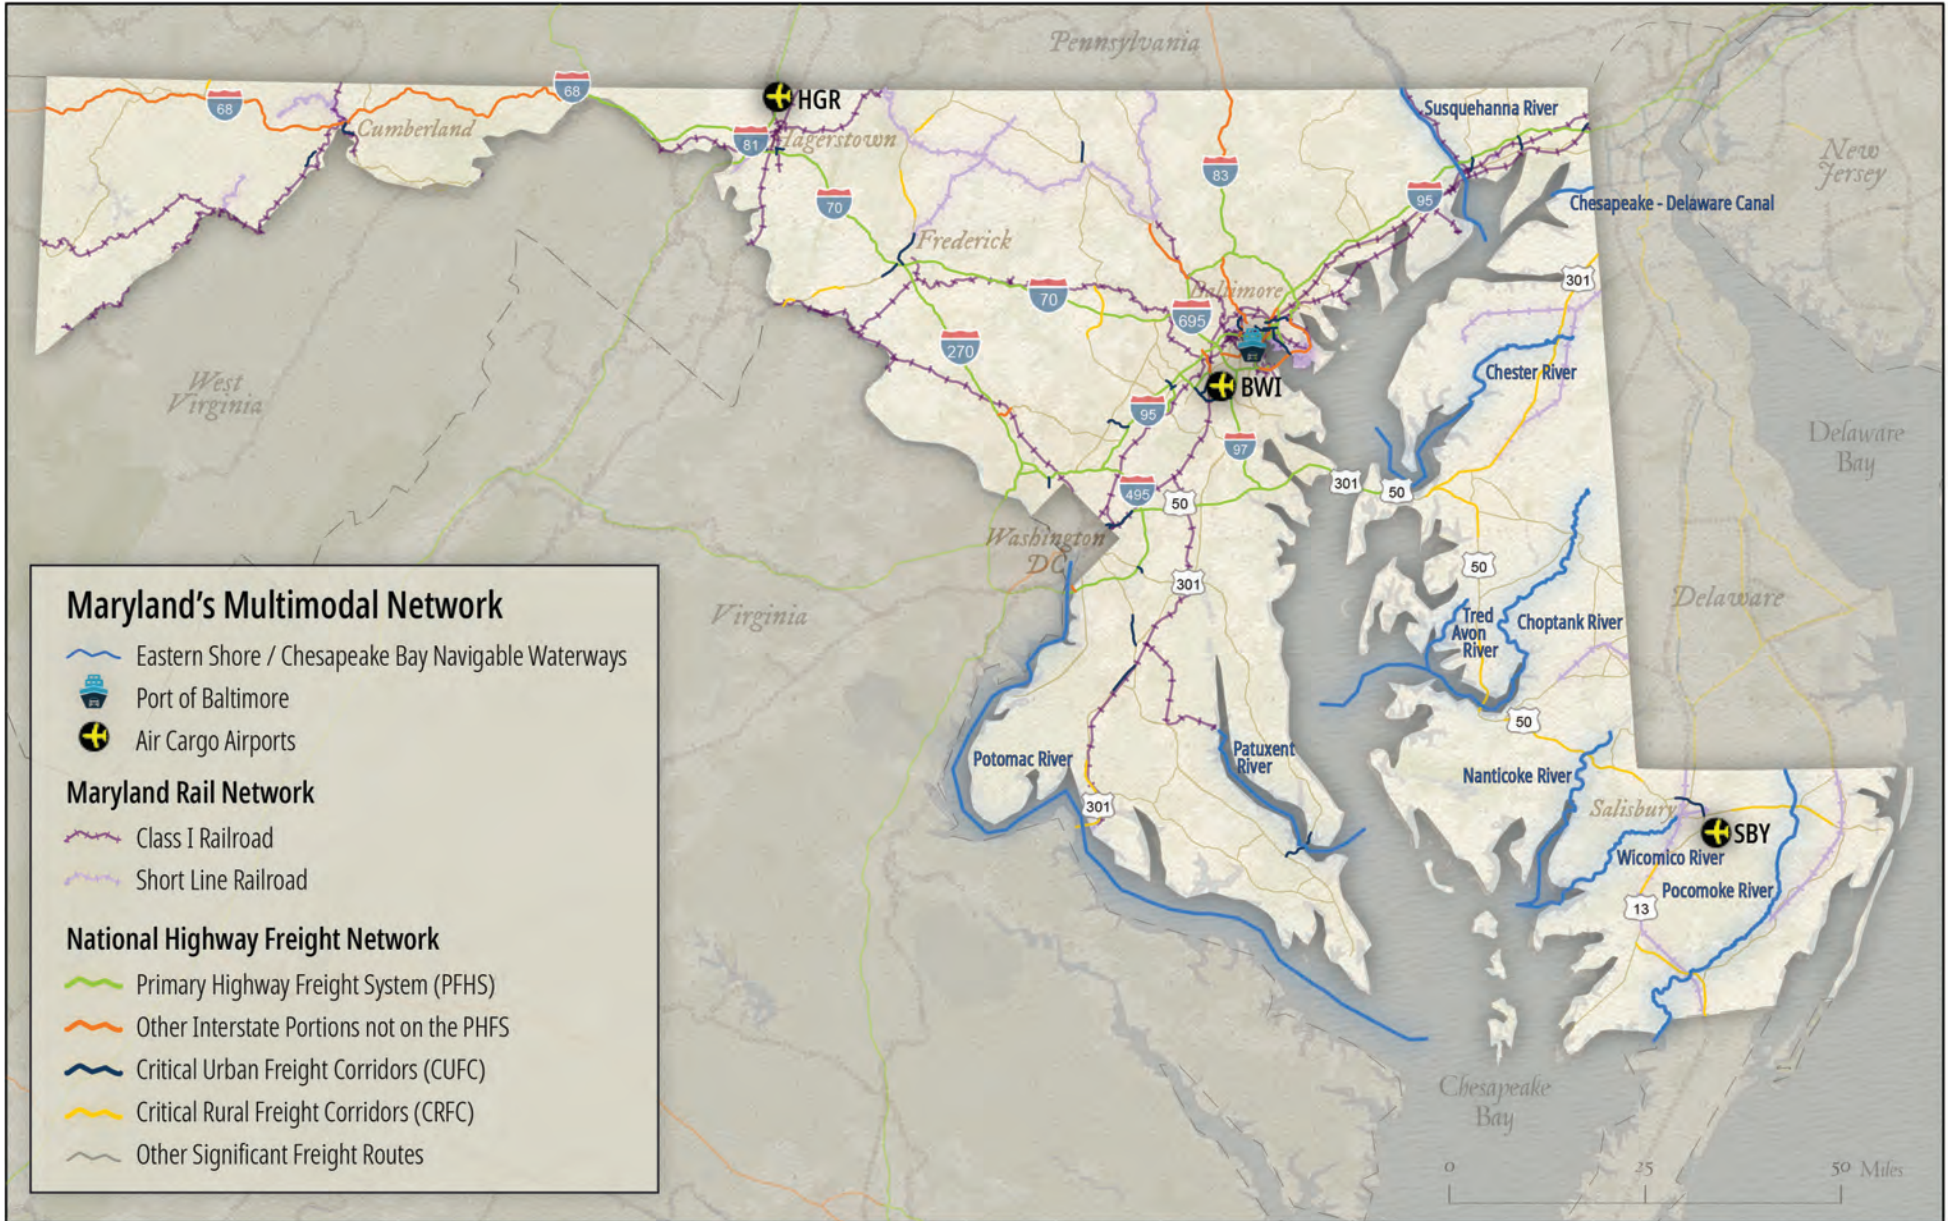 Pennsylvania
68
68
HGR
Cumberland
81
Hagerstown
Susquehanna River
83
New
Jersey
70
95
Chesapeake - Delaware Canal
Frederick
301
70
Baltimore
695
270
West
Virginia
BWI
Chester River
95
97
Delaware
Bay
301
50
495
50
Washington
DC
50
301
Virginia
Delaware
Tred
Avon
River
Choptank River
50
Potomac River
Patuxent
River
Nanticoke River
301
Salisbury
SBY
Wicomico River
Pocomoke River
13
Chesapeake
Bay
0 25 50 Miles
Maryland's Multimodal Network
Eastern Shore / Chesapeake Bay Navigable Waterways
Port of Baltimore
Air Cargo Airports
Maryland Rail Network
Class I Railroad
Short Line Railroad
National Highway Freight Network
Primary Highway Freight System (PFHS)
Other Interstate Portions not on the PHFS
Critical Urban Freight Corridors (CUFC)
Critical Rural Freight Corridors (CRFC)
Other Significant Freight Routes